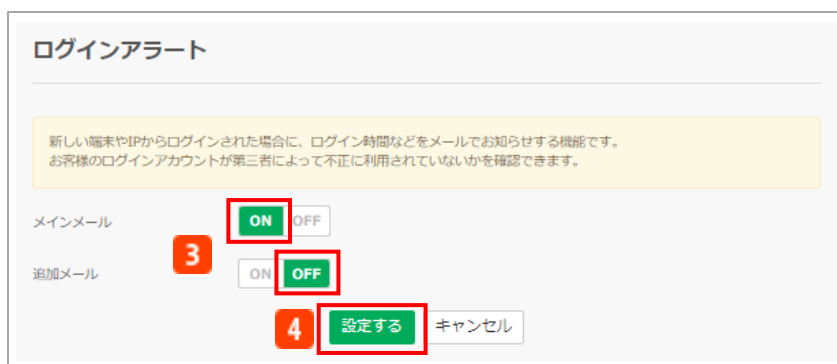 ログインアラート
新しい端末やIPからログインされた場合に、ログイン時間などをメールでお知らせする機能です。
お客様のログインアカウントが第三者によって不正に利用されていないかを確認できます。
メインメール ON OFF
3
追加メール ON OFF
4 設定する キャンセル